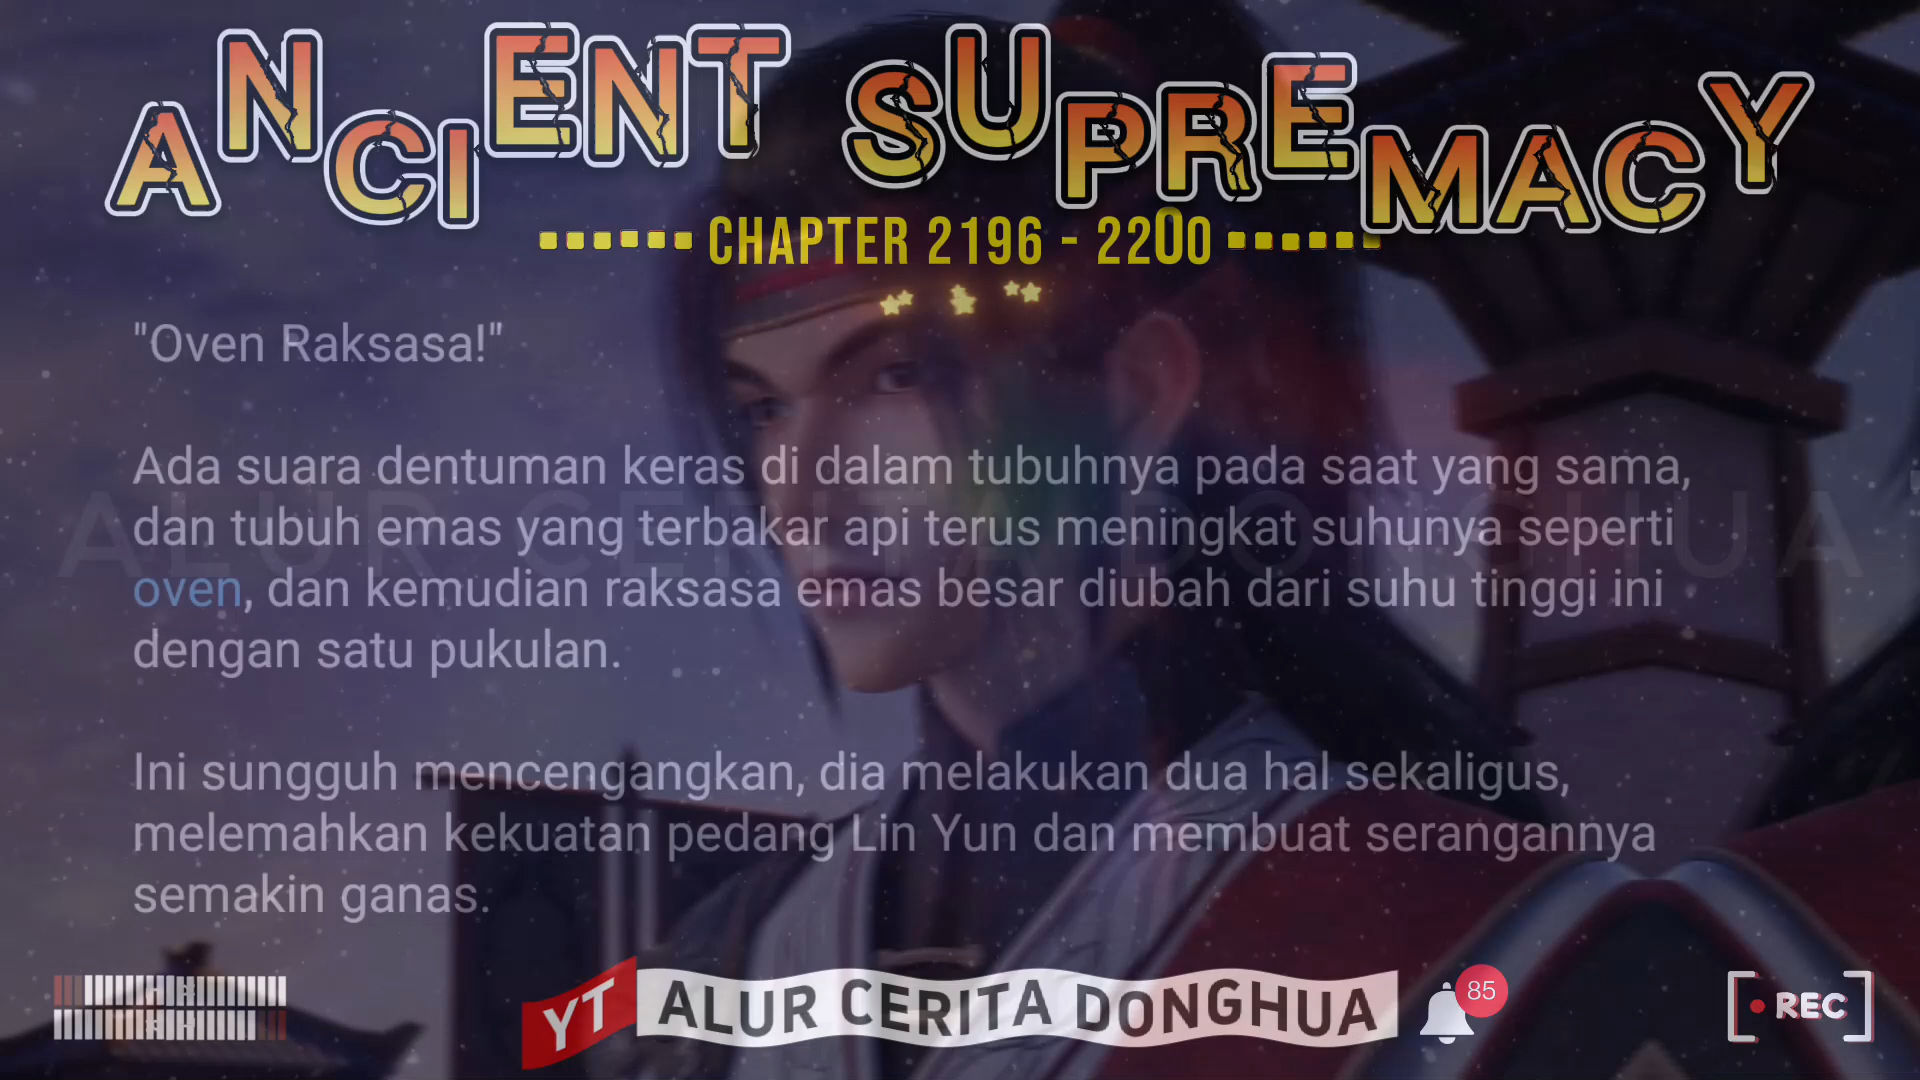 ANCIENT SUPREMACY
CHAPTER 2196 - 2200
"Oven Raksasa!"
Ada suara dentuman keras di dalam tubuhnya pada saat yang sama,
dan tubuh emas yang terbakar api terus meningkat suhunya seperti
oven, dan kemudian raksasa emas besar diubah dari suhu tinggi ini
dengan satu pukulan.
Ini sungguh mencengangkan, dia melakukan dua hal sekaligus,
melemahkan kekuatan pedang Lin Yun dan membuat serangannya
semakin ganas.
ALUR CERITA DONGHUA
YT ALUR CERITA DONGHUA
85
REC